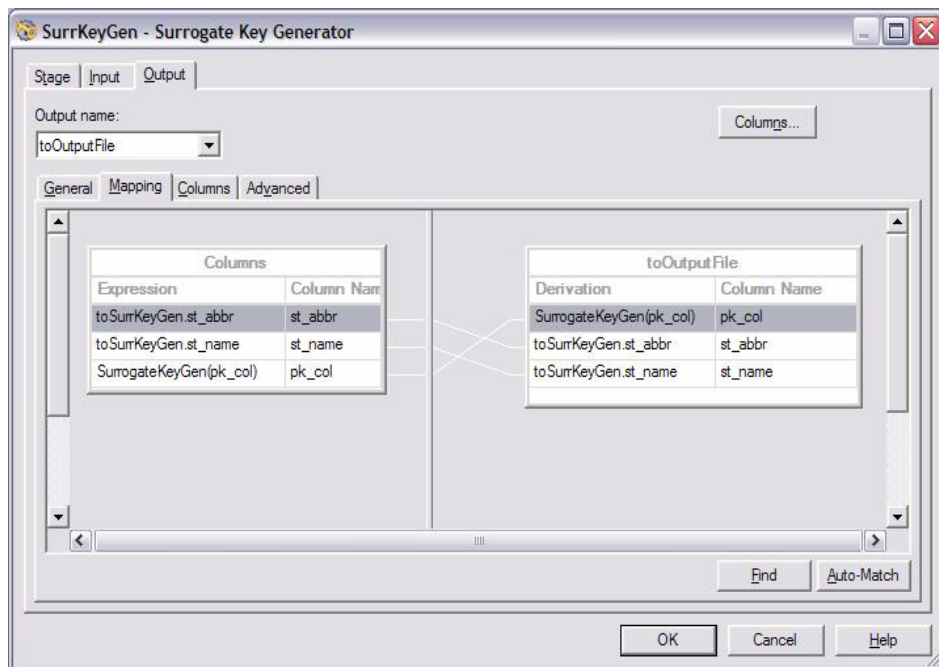 SurrKeyGen - Surrogate Key Generator
Stage Input Output
Output name:
Columns...
toOutputFile
General Mapping Columns Advanced
Columns
Expression Column Nam
toSurrKeyGen.st_abbr st_abbr
toSurrKeyGen.st_name st_name
SurrogateKeyGen(pk_col) pk_col
toOutputFile
Derivation Column Name
SurrogateKeyGen(pk_col) pk_col
toSurrKeyGen.st_abbr st_abbr
toSurrKeyGen.st_name st_name
Find Auto-Match
OK Cancel Help